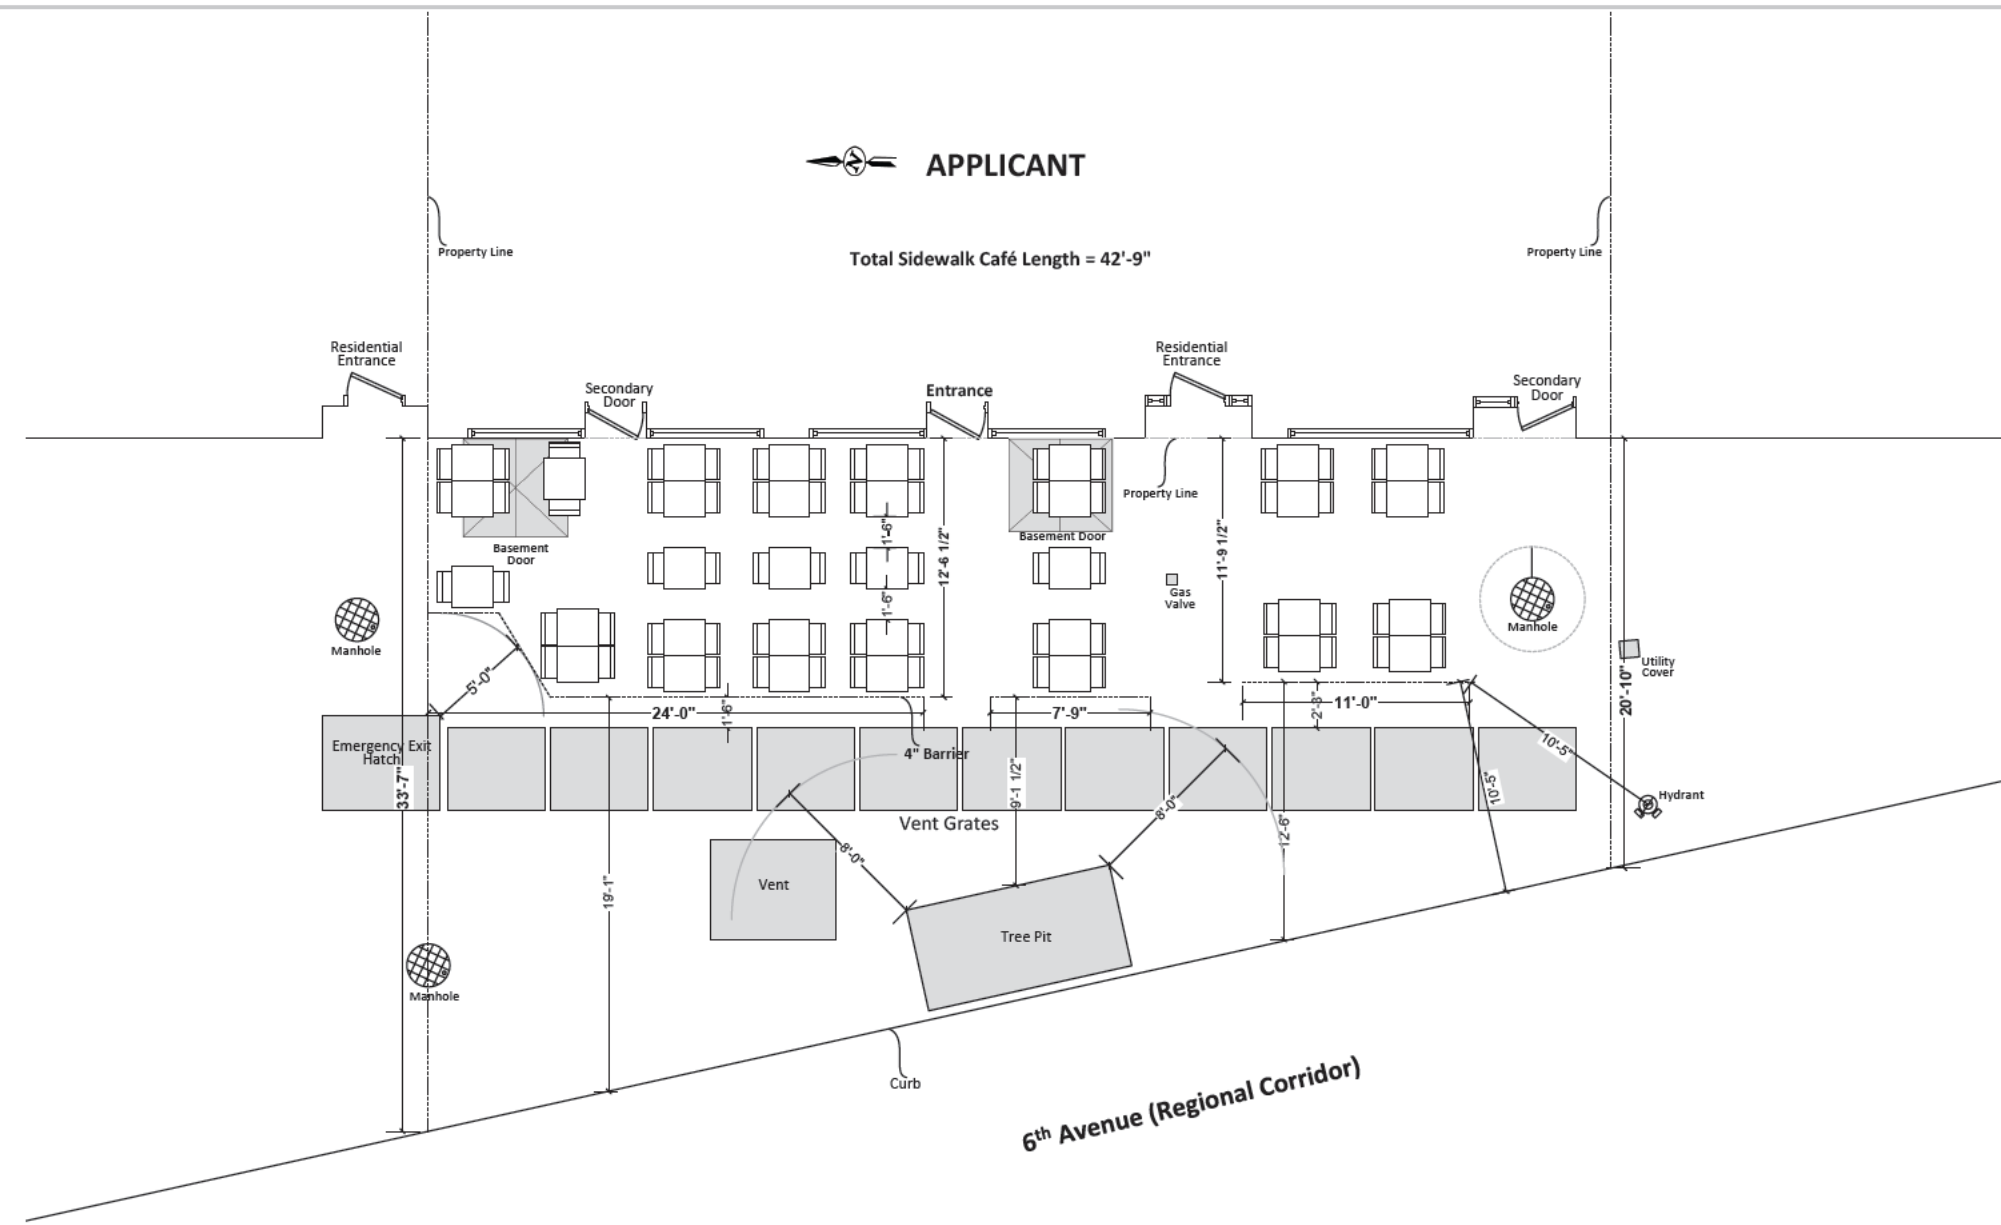 N
APPLICANT
Property Line
Property Line
Total Sidewalk Café Length = 42'-9"
Residential
Entrance
Residential
Entrance
Secondary
Door
Entrance
Secondary
Door
Property Line
Basement
Door
Basement Door
1'-6"
12'-6 1/2"
11'-9 1/2"
1'-6"
Gas
Valve
Manhole
Manhole
Utility
Cover
5'-0"
20'-10"
24'-0"
1'-6"
7'-9"
2'-3"
11'-0"
Emergency Exit
Hatch
4" Barrier
10'-5"
33'-7"
9'-1 1/2"
10'-5"
Hydrant
8'-0"
Vent Grates
12'-6"
8'-0"
Vent
19'-1"
Tree Pit
Manhole
Curb
6th Avenue (Regional Corridor)